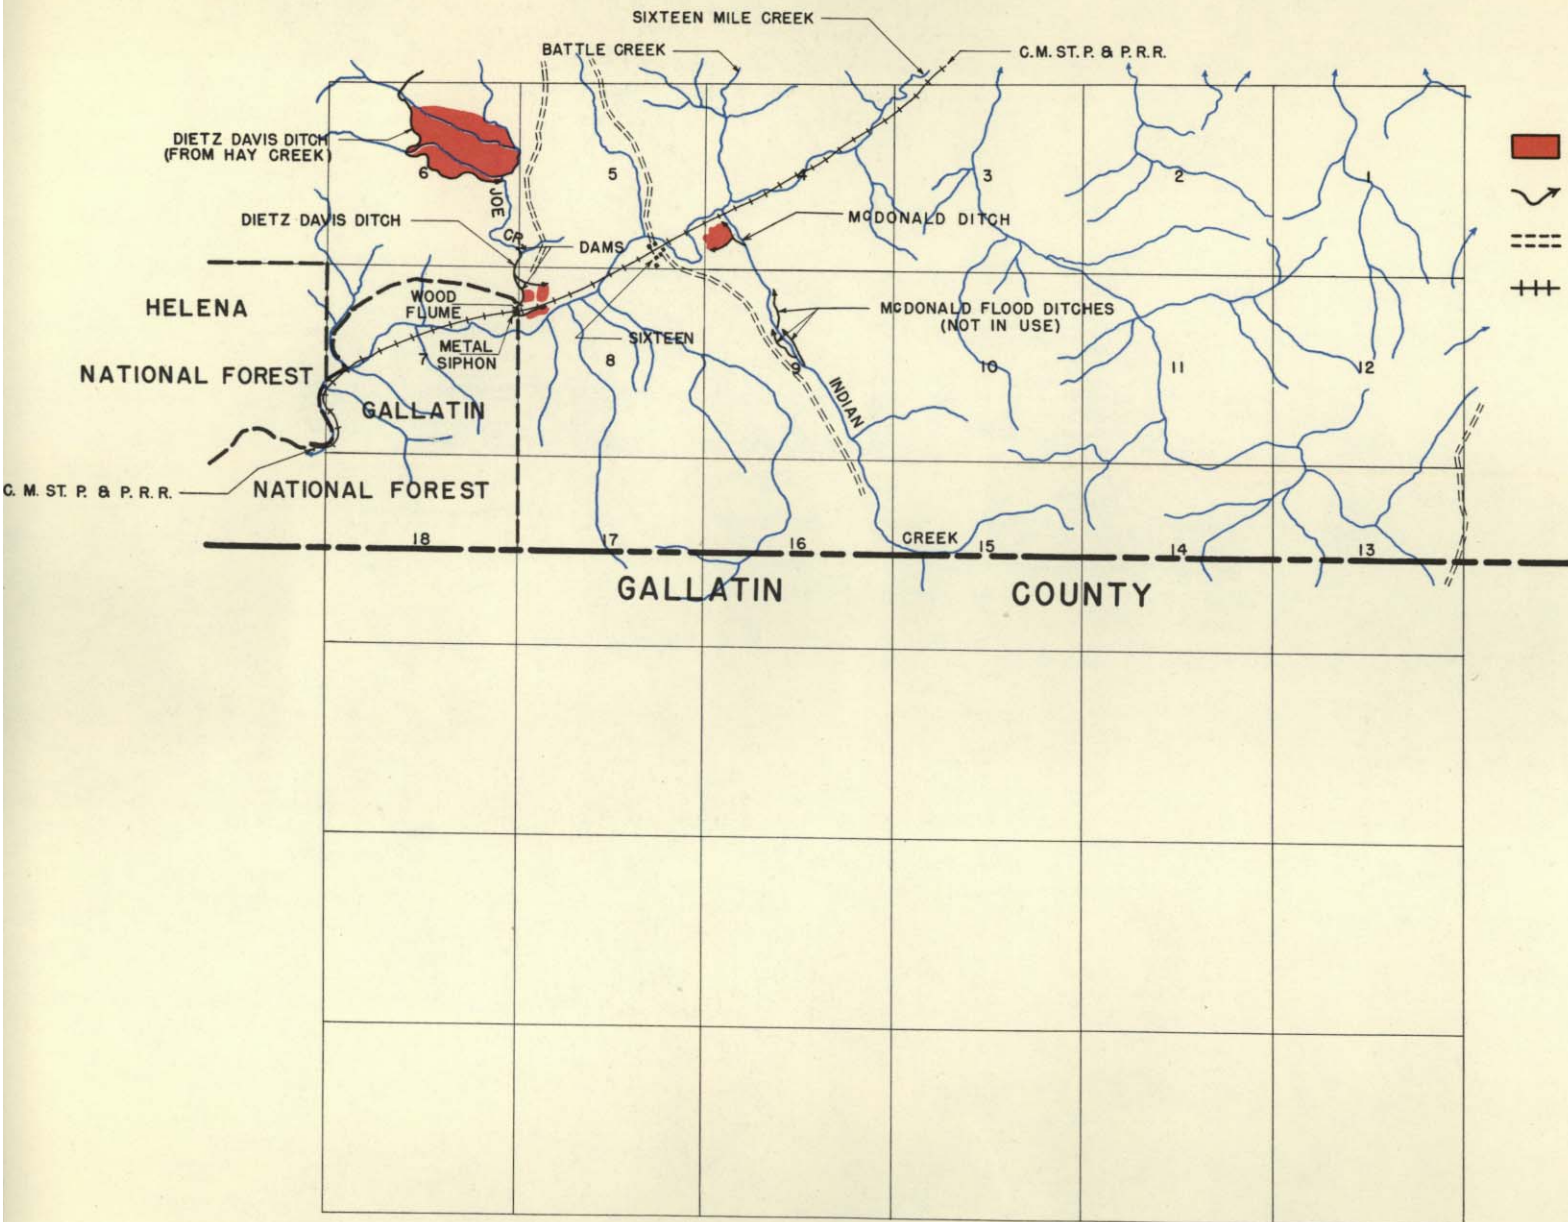 SIXTEEN MILE CREEK
BATTLE CREEK
C.M. ST. P. & P. R.R.
DIETZ DAVIS DITCH
(FROM HAY CREEK)
6
5
4
3
2
1
JOE
CR.
DIETZ DAVIS DITCH
MCDONALD DITCH
DAMS
HELENA
NATIONAL FOREST
WOOD
FLUME
METAL
SIPHON
SIXTEEN
MCDONALD FLOOD DITCHES
(NOT IN USE)
7
8
9
10
11
12
INDIAN
GALLATIN
NATIONAL FOREST
C. M. ST. P. & P. R.R.
18
17
16
CREEK
15
14
13
GALLATIN COUNTY